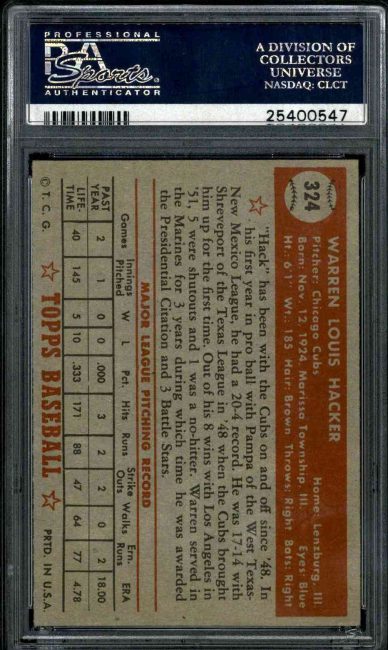 PROFESSIONAL
PSA
Sports
AUTHENTICATOR
A DIVISION OF
COLLECTORS
UNIVERSE
NASDAQ: CLCT
25400547
324
WARREN LOUIS HACKER
Pitcher: Chicago Cubs Home: Lenzburg, Ill.
Born: Nov. 12, 1924, Marissa Township, Ill. Eyes: Blue
Ht.: 6'1 Wt.: 185 Hair: Brown Throws: Right Bats: Right
"Hack" has been with the Cubs on and off since '48. In
his first year in pro ball with Pampa of the West Texas-
New Mexico League, he had a 20-4 record. He was 17-14 with
Shreveport of the Texas League in '48 when the Cubs brought
him up for the first time. Out of his 8 wins with Los Angeles in
'51, 5 were shutouts and 1 was a no-hitter. Warren served in
the Marines for 3 years during which time he was awarded
the Presidential Citation and 3 Battle Stars.
MAJOR LEAGUE PITCHING RECORD
Games Innings Pitched W L Pct. Hits Runs Strike Outs Walks Ern. Runs ERA
PAST YEAR 2 1 0 0 .000 3 2 2 0 2 18.00
LIFE-TIME 40 145 5 10 .333 171 88 47 64 77 4.78
© T. C. G. TOPPS BASEBALL PRTD. IN U.S.A.